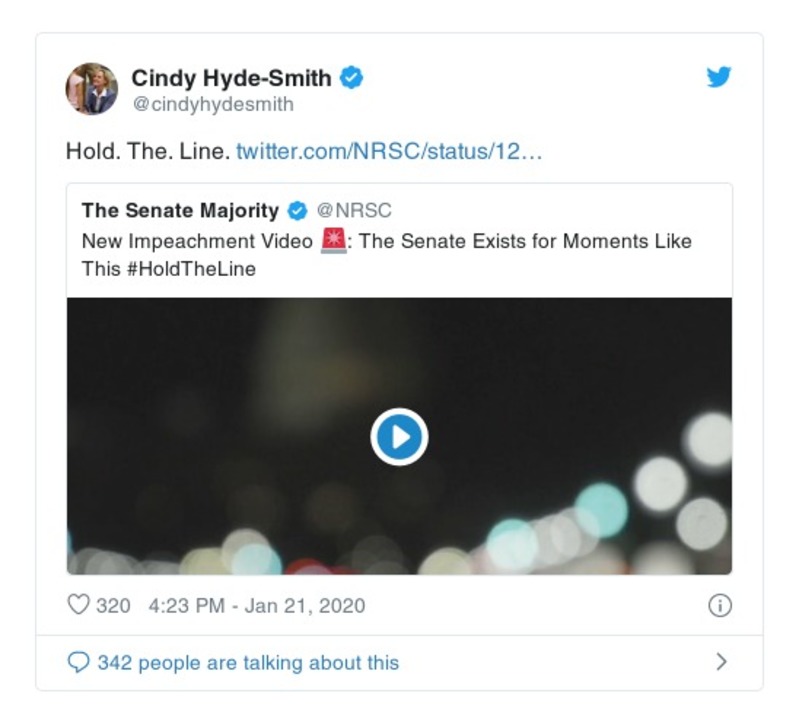 Cindy Hyde-Smith
@cindyhydesmith
Hold. The. Line. twitter.com/NRSC/status/12…
The Senate Majority @NRSC
New Impeachment Video 🚨: The Senate Exists for Moments Like
This #HoldTheLine
320 4:23 PM - Jan 21, 2020
342 people are talking about this